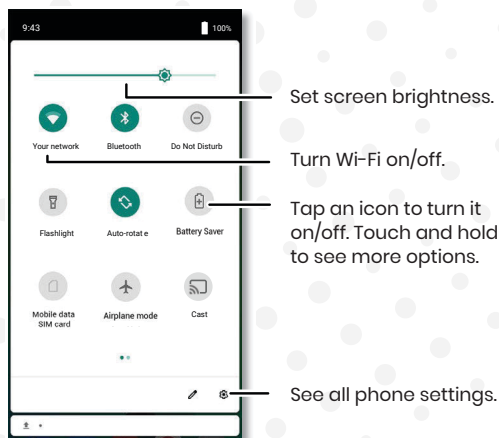 9:43
100%
Set screen brightness.
Your network
Bluetooth
Do Not Disturb
Turn Wi-Fi on/off.
Flashlight
Auto-rotat e
Battery Saver
Tap an icon to turn it
on/off. Touch and hold
to see more options.
Mobile data
SIM card
Airplane mode
Cast
See all phone settings.